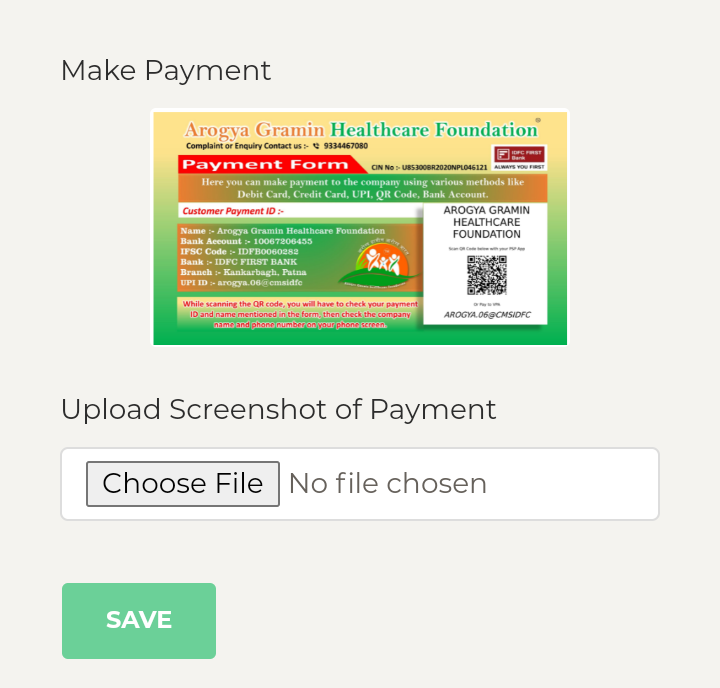 Make Payment
Arogya Gramin Healthcare Foundation
Complaint or Enquiry Contact us :- 9334467080
IDFC FIRST
Bank
ALWAYS YOU FIRST
Payment Form
CIN No :- U85300BR2020NPL046121
Here you can make payment to the company using various methods like
Debit Card, Credit Card, UPI, QR Code, Bank Account.
Customer Payment ID :-
Name :- Arogya Gramin Healthcare Foundation
Bank Account :- 10067206455
IFSC Code :- IDFB0060282
Bank :- IDFC FIRST BANK
Branch :- Kankarbagh, Patna
UPI ID :- arogya.06@cmsidfc
While scanning the QR code, you will have to check your payment
ID and name mentioned in the form, then check the company
name and phone number on your phone screen.
AROGYA GRAMIN
HEALTHCARE
FOUNDATION
Scan QR Code below with your PSP App
Or Pay to VPA
AROGYA.06@CMSIDFC
Upload Screenshot of Payment
Choose File No file chosen
SAVE